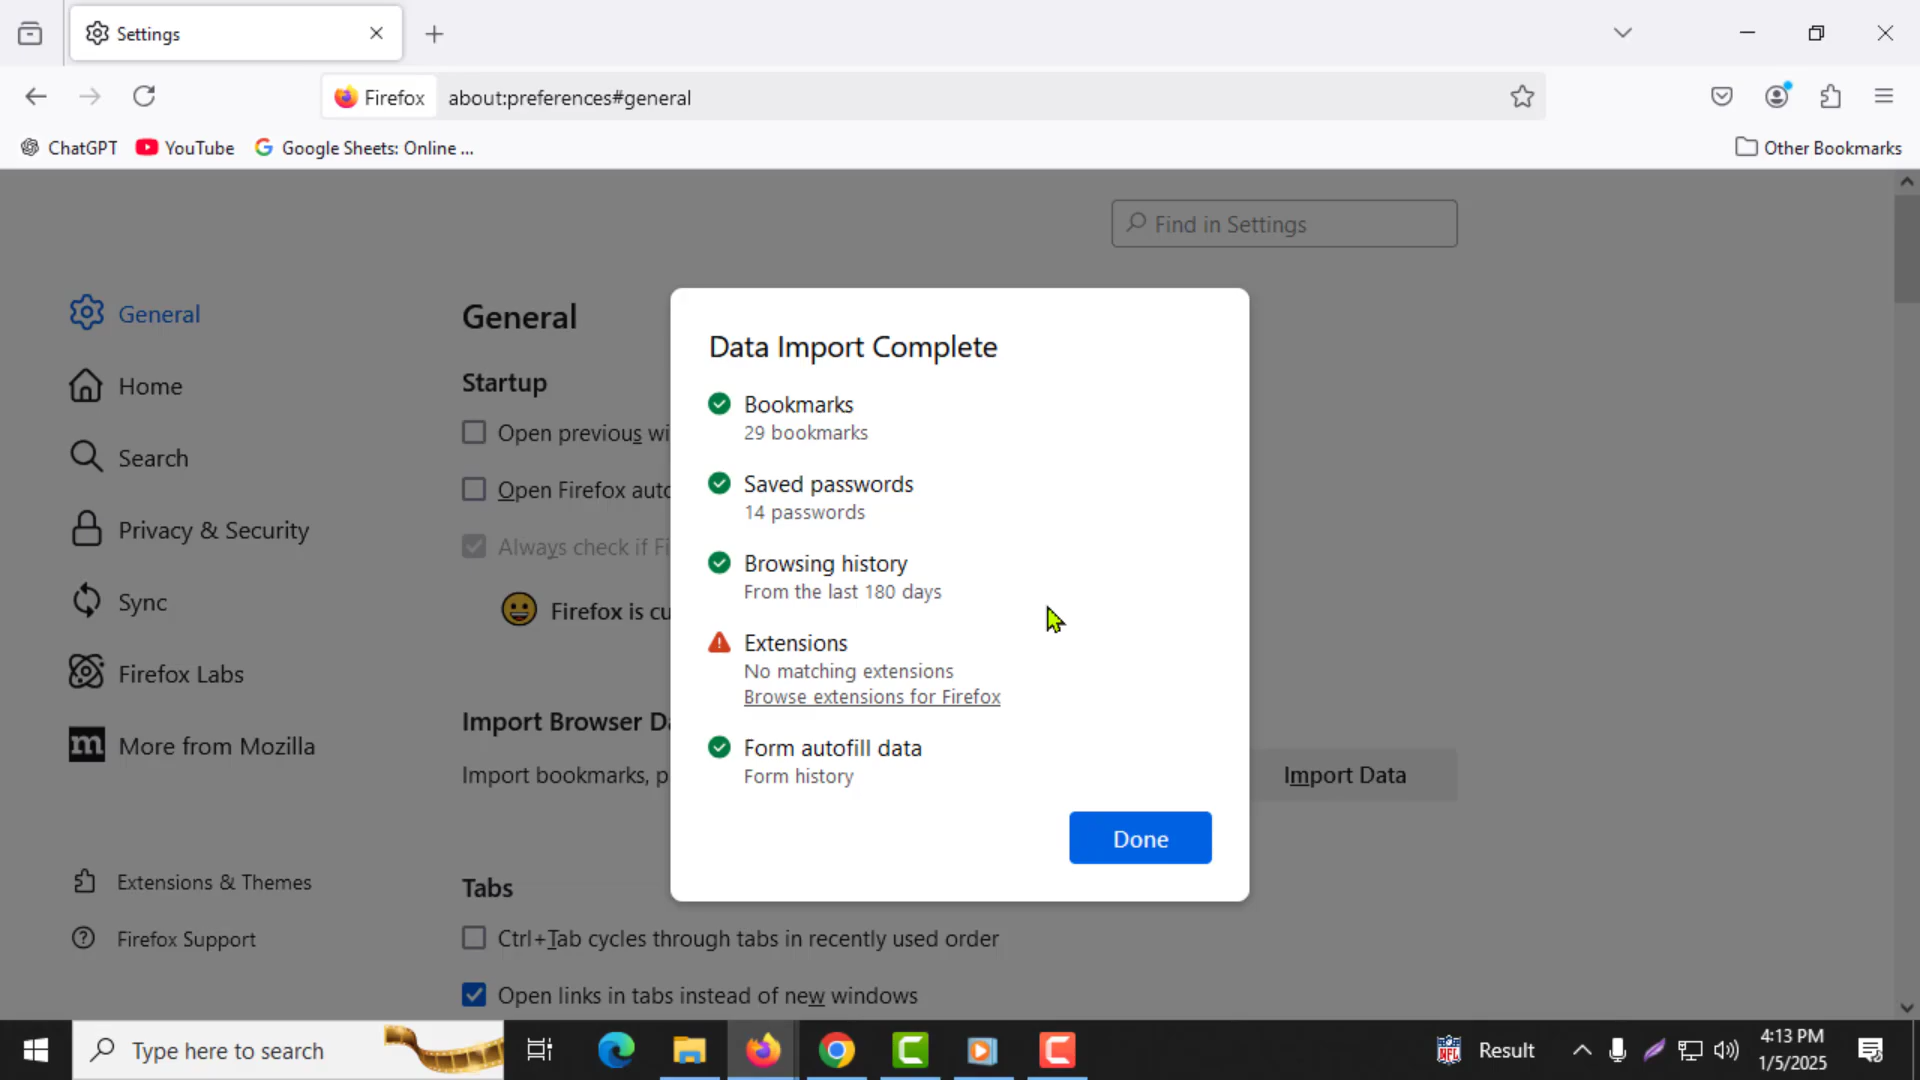 Settings
Firefox
about:preferences#general
ChatGPT
YouTube
Google Sheets: Online ...
Other Bookmarks
Find in Settings
General
Home
Search
Privacy & Security
Sync
Firefox Labs
More from Mozilla
Extensions & Themes
Firefox Support
General
Startup
Open previous wi
Open Firefox auto
Always check if Fi
Firefox is cu
Import Browser Da
Import bookmarks, p
Import Data
Tabs
Ctrl+Tab cycles through tabs in recently used order
Open links in tabs instead of new windows
Data Import Complete
Bookmarks
29 bookmarks
Saved passwords
14 passwords
Browsing history
From the last 180 days
Extensions
No matching extensions
Browse extensions for Firefox
Form autofill data
Form history
Done
Type here to search
NFL
Result
4:13 PM
1/5/2025